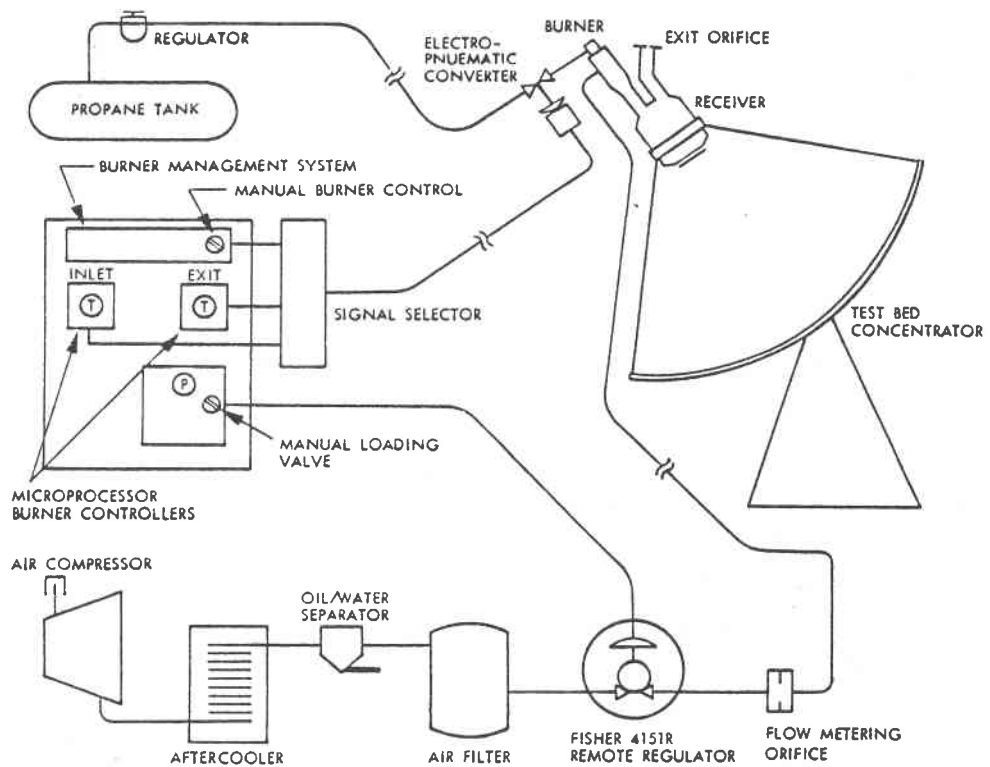 REGULATOR
PROPANE TANK
ELECTRO-
PNUEMATIC
CONVERTER
BURNER
EXIT ORIFICE
RECEIVER
BURNER MANAGEMENT SYSTEM
MANUAL BURNER CONTROL
INLET
EXIT
T
T
SIGNAL SELECTOR
TEST BED
CONCENTRATOR
P
MANUAL LOADING
VALVE
MICROPROCESSOR
BURNER CONTROLLERS
AIR COMPRESSOR
OIL/WATER
SEPARATOR
AFTERCOOLER
AIR FILTER
FISHER 4151R
REMOTE REGULATOR
FLOW METERING
ORIFICE